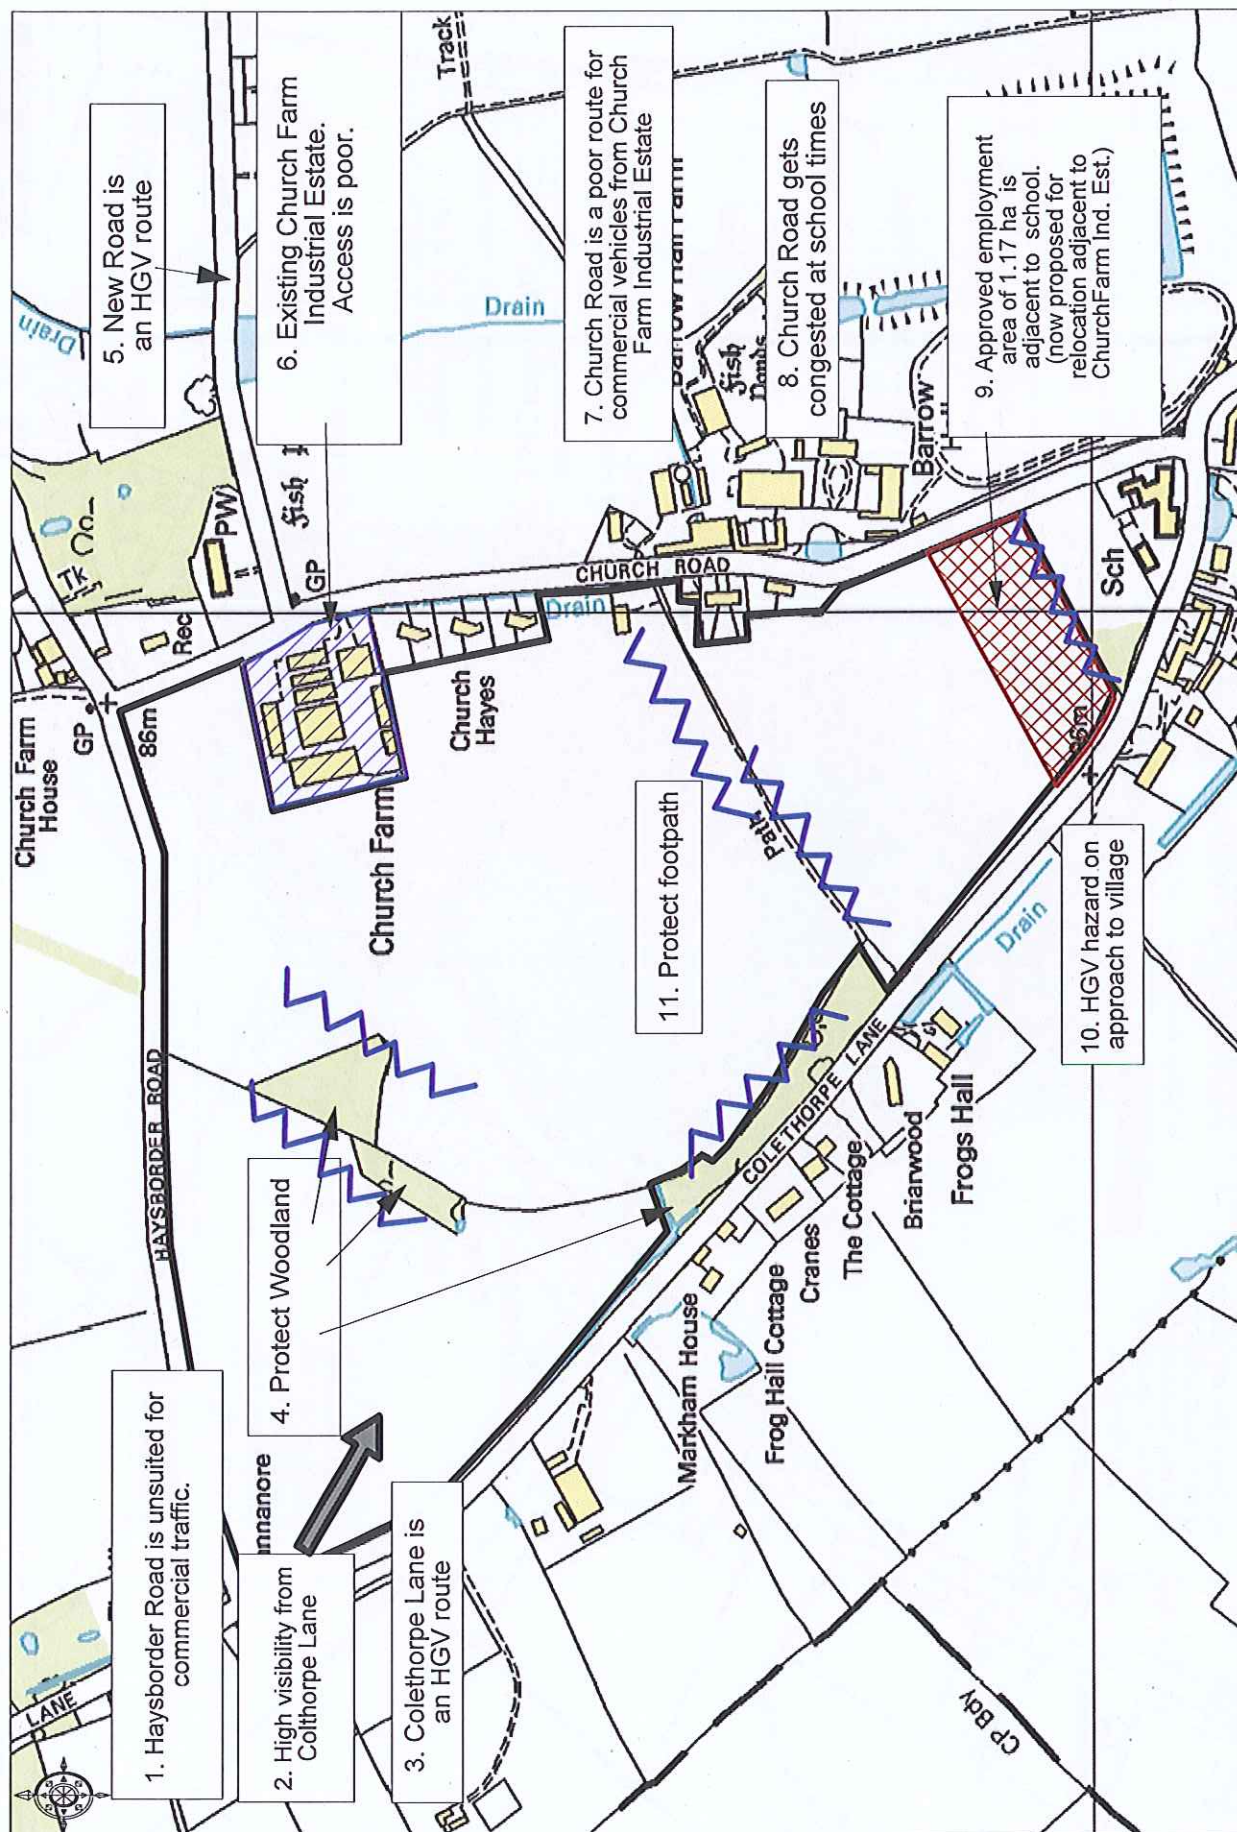 1. Haysborder Road is unsuited for
commercial traffic.
2. High visibility from
Colthorpe Lane
3. Colethorpe Lane is
an HGV route
4. Protect Woodland
5. New Road is
an HGV route
6. Existing Church Farm
Industrial Estate.
Access is poor.
7. Church Road is a poor route for
commercial vehicles from Church
Farm Industrial Estate
8. Church Road gets
congested at school times
9. Approved employment
area of 1.17 ha is
adjacent to school.
(now proposed for
relocation adjacent to
ChurchFarm Ind. Est.)
10. HGV hazard on
approach to village
11. Protect footpath
LANE
nnanore
HAYSBORDER ROAD
Church Farm
House
GP
86m
Tk
Rec
PW
GP
Fish
Drain
Track
Drain
Church Farm
Church
Hayes
Drain
CHURCH ROAD
Barrow Hall Farm
Fish
Ponds
Barrow
Path
Sch
96m
COLETHORPE LANE
Markham House
Frog Hall Cottage
Cranes
The Cottage
Briarwood
Frogs Hall
Drain
CP Bdy